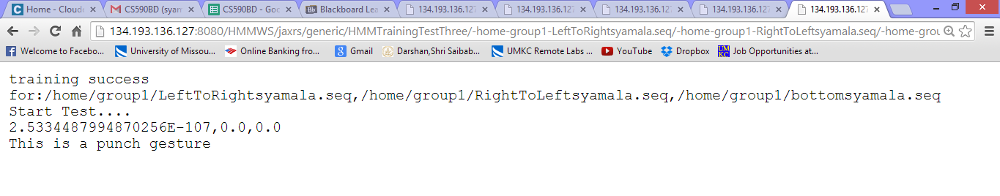 Home - Cloude
CS590BD (syam
CS590BD - Goo
Blackboard Lea
134.193.136.127
134.193.136.127
134.193.136.127
134.193.136.127
134.193.136.127
134.193.136.127:8080/HMMWS/jaxrs/generic/HMMTrainingTestThree/-home-group1-LeftToRightsyamala.seq/-home-group1-RightToLeftsyamala.seq/-home-grou
Welcome to Facebo...
University of Missou...
Online Banking fro...
Gmail
Darshan,Shri Saibab...
UMKC Remote Labs ...
YouTube
Dropbox
Job Opportunities at...
training success
for:/home/group1/LeftToRightsyamala.seq,/home/group1/RightToLeftsyamala.seq,/home/group1/bottomsyamala.seq
Start Test....
2.5334487994870256E-107,0.0,0.0
This is a punch gesture